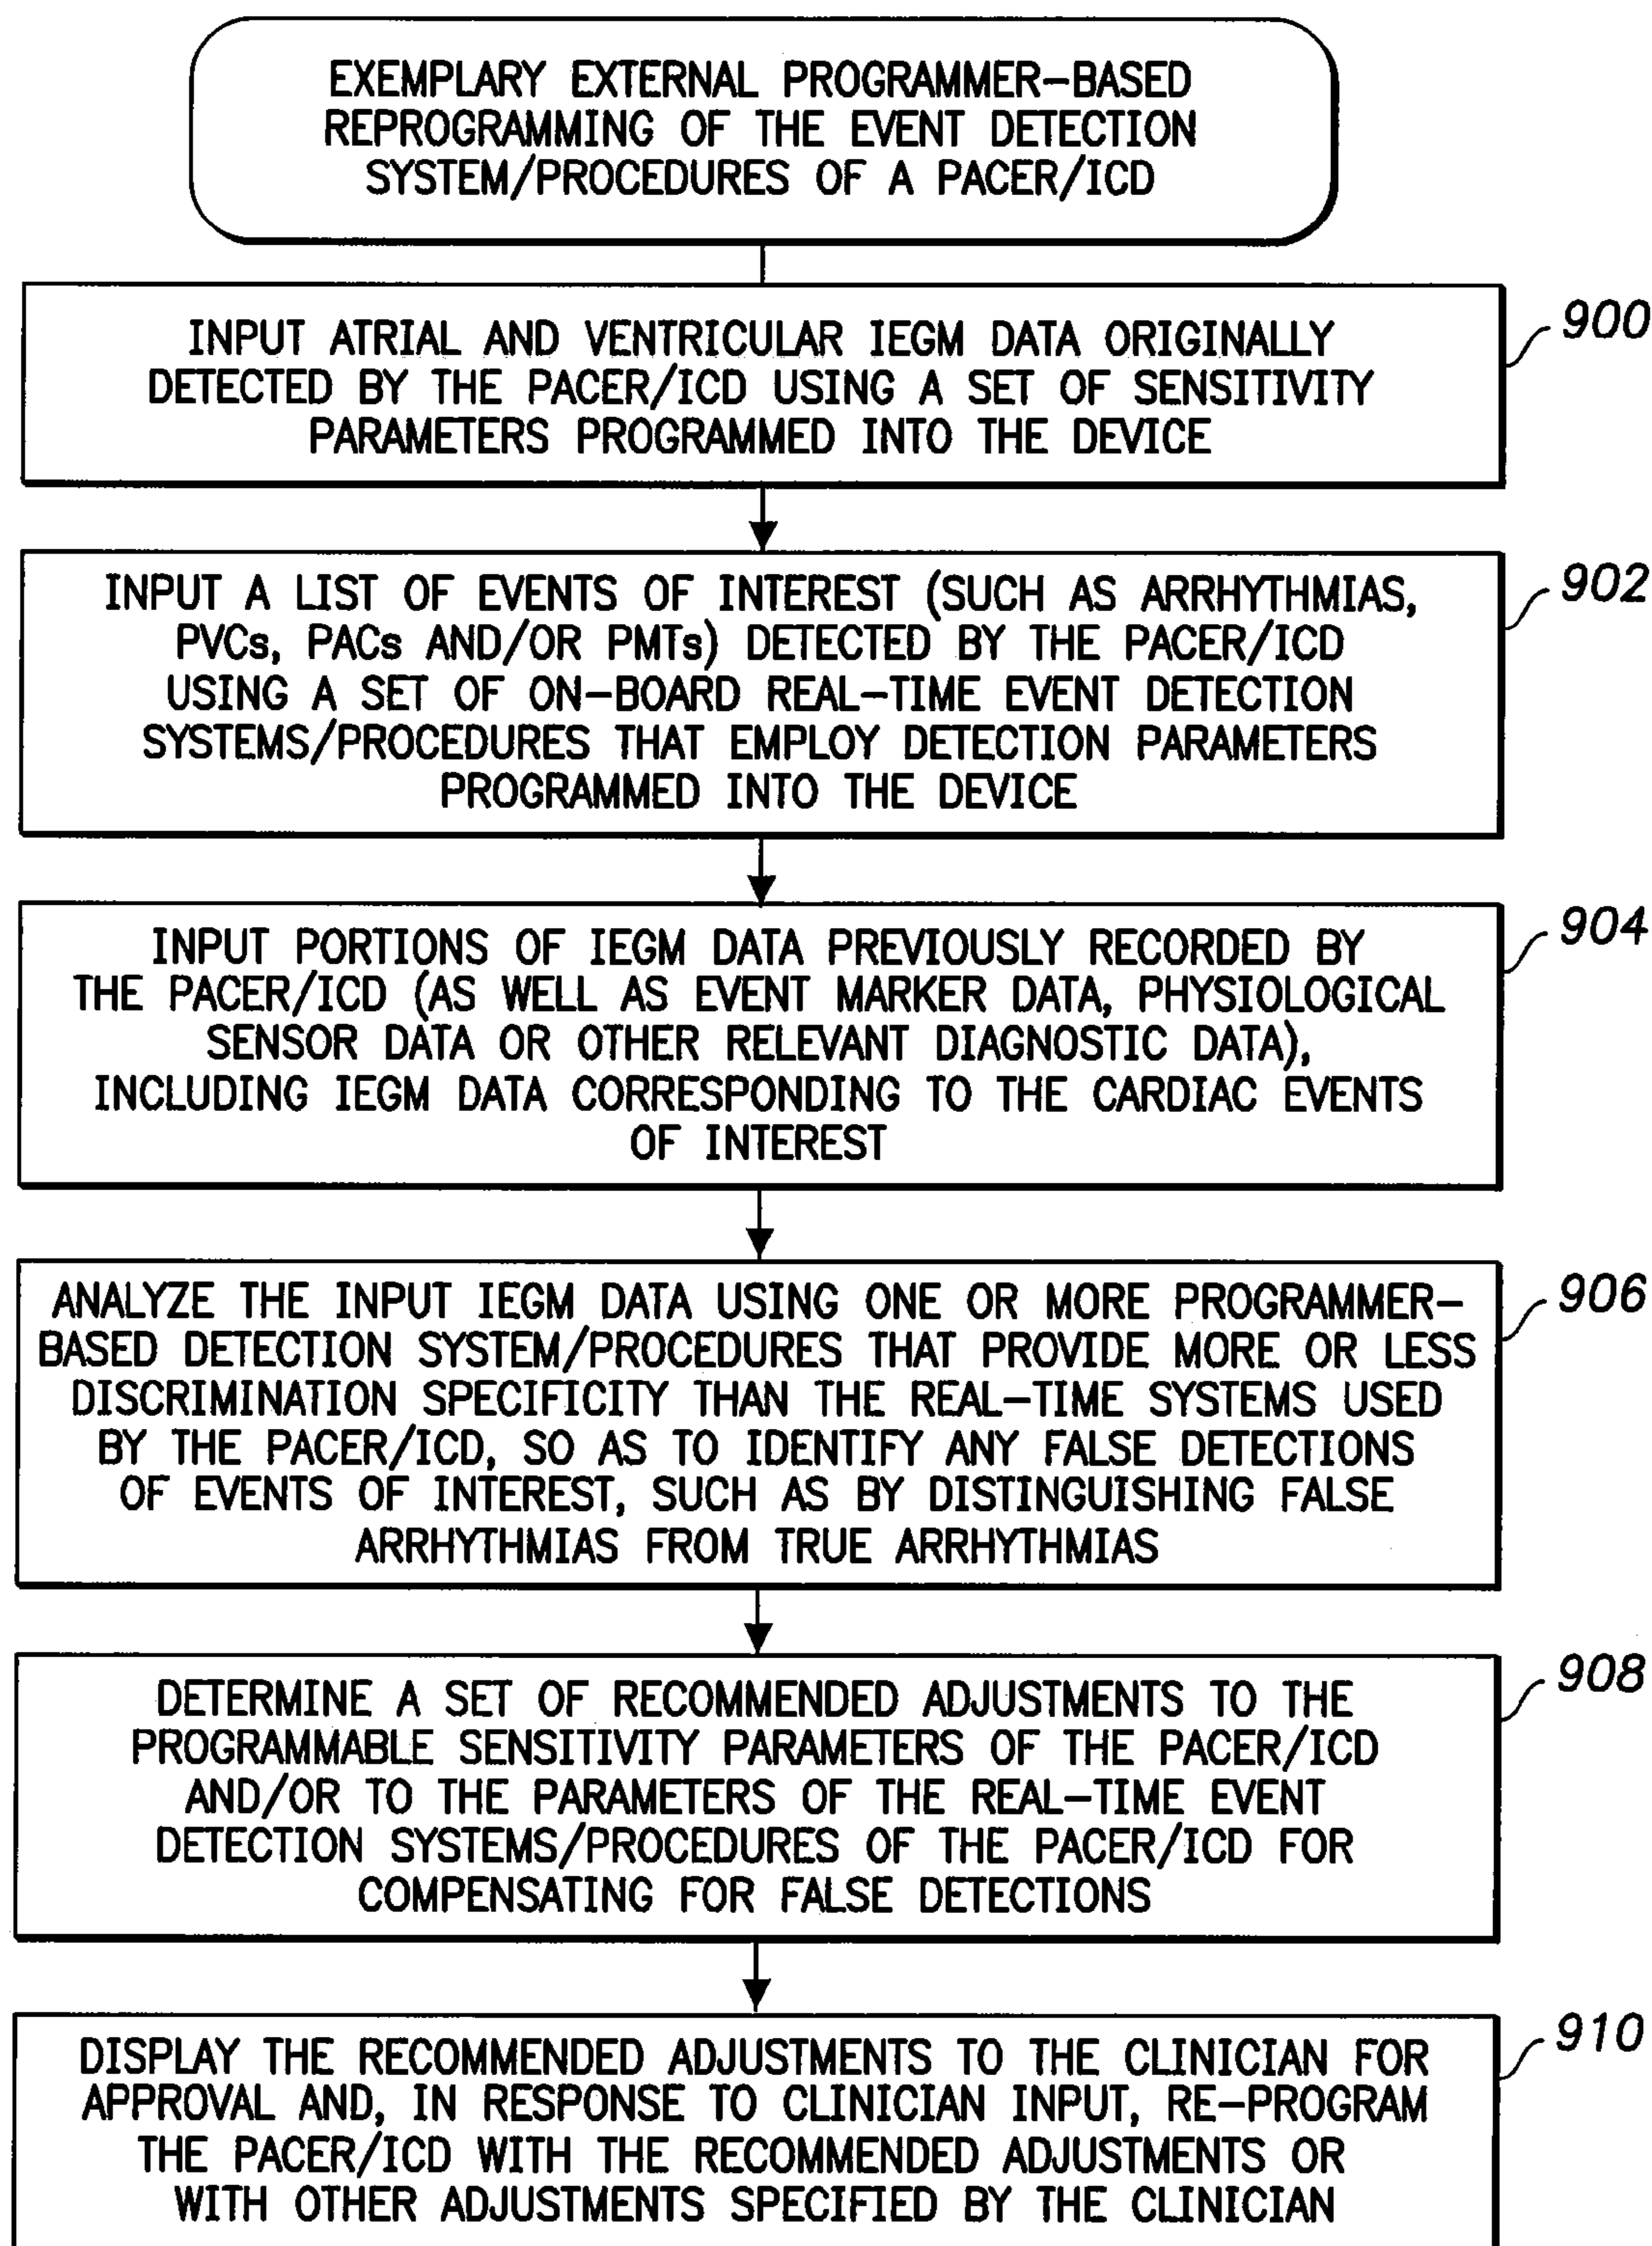 EXEMPLARY EXTERNAL PROGRAMMER-BASED
REPROGRAMMING OF THE EVENT DETECTION
SYSTEM/PROCEDURES OF A PACER/ICD
900
INPUT ATRIAL AND VENTRICULAR IEGM DATA ORIGINALLY
DETECTED BY THE PACER/ICD USING A SET OF SENSITIVITY
PARAMETERS PROGRAMMED INTO THE DEVICE
902
INPUT A LIST OF EVENTS OF INTEREST (SUCH AS ARRHYTHMIAS,
PVCs, PACs AND/OR PMTs) DETECTED BY THE PACER/ICD
USING A SET OF ON-BOARD REAL-TIME EVENT DETECTION
SYSTEMS/PROCEDURES THAT EMPLOY DETECTION PARAMETERS
PROGRAMMED INTO THE DEVICE
904
INPUT PORTIONS OF IEGM DATA PREVIOUSLY RECORDED BY
THE PACER/ICD (AS WELL AS EVENT MARKER DATA, PHYSIOLOGICAL
SENSOR DATA OR OTHER RELEVANT DIAGNOSTIC DATA),
INCLUDING IEGM DATA CORRESPONDING TO THE CARDIAC EVENTS
OF INTEREST
906
ANALYZE THE INPUT IEGM DATA USING ONE OR MORE PROGRAMMER-
BASED DETECTION SYSTEM/PROCEDURES THAT PROVIDE MORE OR LESS
DISCRIMINATION SPECIFICITY THAN THE REAL-TIME SYSTEMS USED
BY THE PACER/ICD, SO AS TO IDENTIFY ANY FALSE DETECTIONS
OF EVENTS OF INTEREST, SUCH AS BY DISTINGUISHING FALSE
ARRHYTHMIAS FROM TRUE ARRHYTHMIAS
908
DETERMINE A SET OF RECOMMENDED ADJUSTMENTS TO THE
PROGRAMMABLE SENSITIVITY PARAMETERS OF THE PACER/ICD
AND/OR TO THE PARAMETERS OF THE REAL-TIME EVENT
DETECTION SYSTEMS/PROCEDURES OF THE PACER/ICD FOR
COMPENSATING FOR FALSE DETECTIONS
910
DISPLAY THE RECOMMENDED ADJUSTMENTS TO THE CLINICIAN FOR
APPROVAL AND, IN RESPONSE TO CLINICIAN INPUT, RE-PROGRAM
THE PACER/ICD WITH THE RECOMMENDED ADJUSTMENTS OR
WITH OTHER ADJUSTMENTS SPECIFIED BY THE CLINICIAN